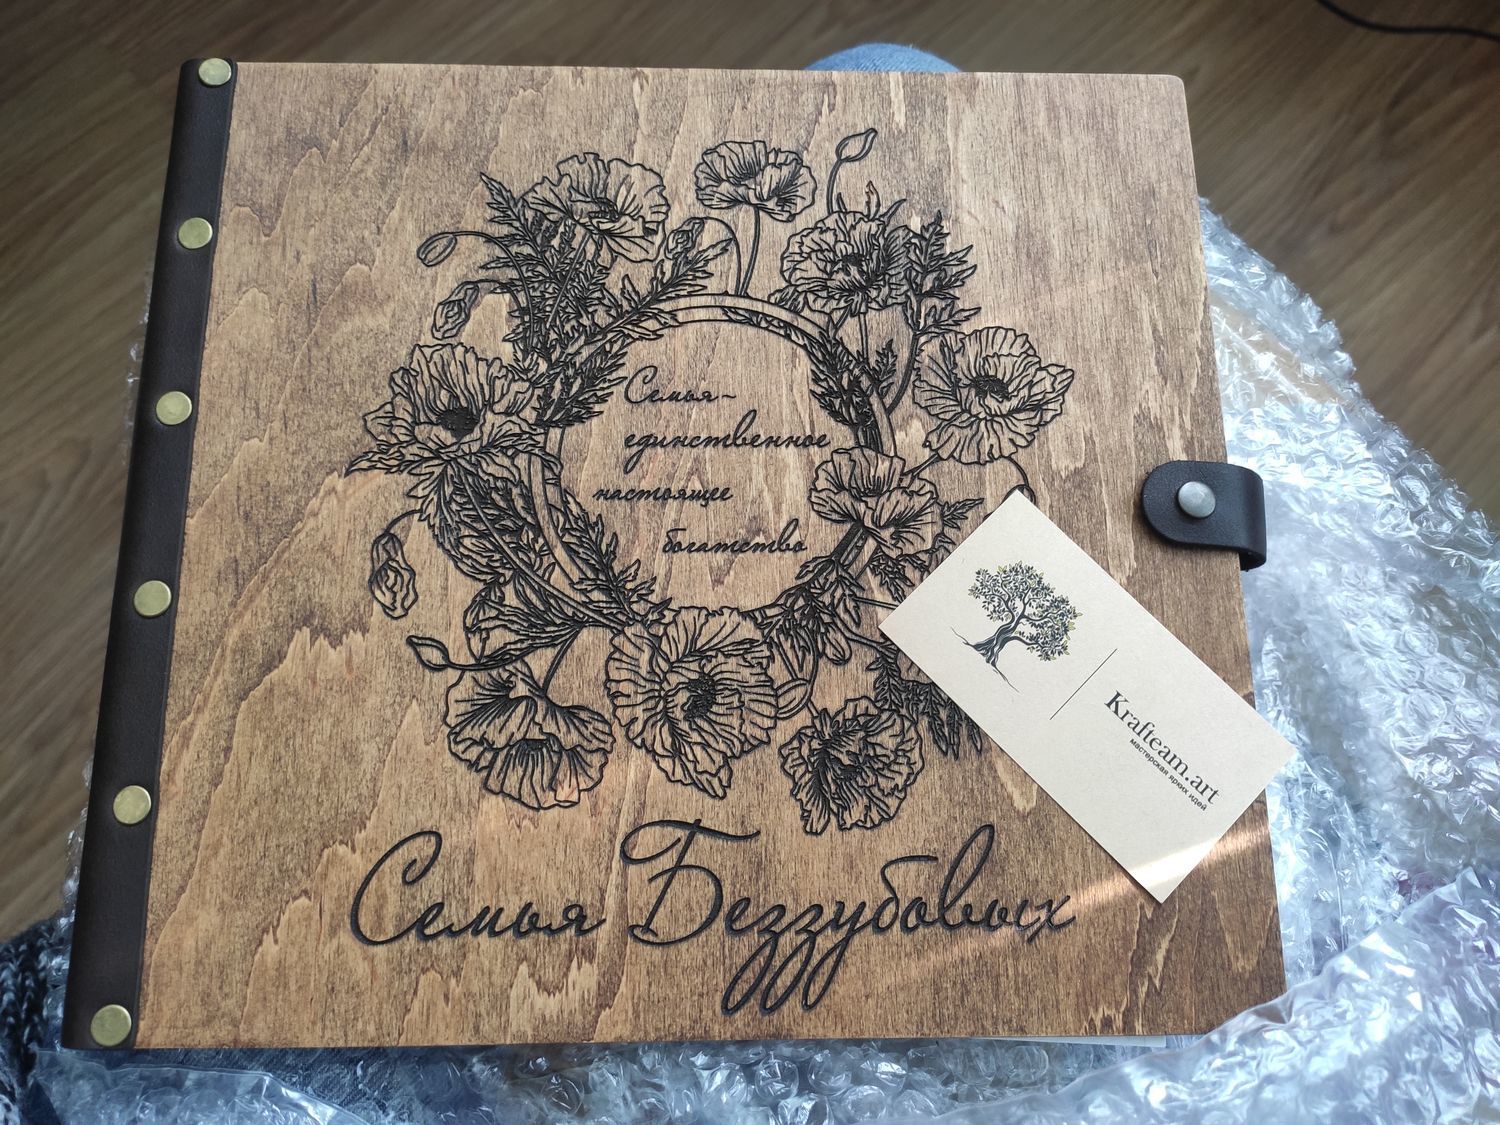 Семья-
единственное
настоящее
богатство
Семья Беззубовых
Krafteam.art
мастерская ярких идей